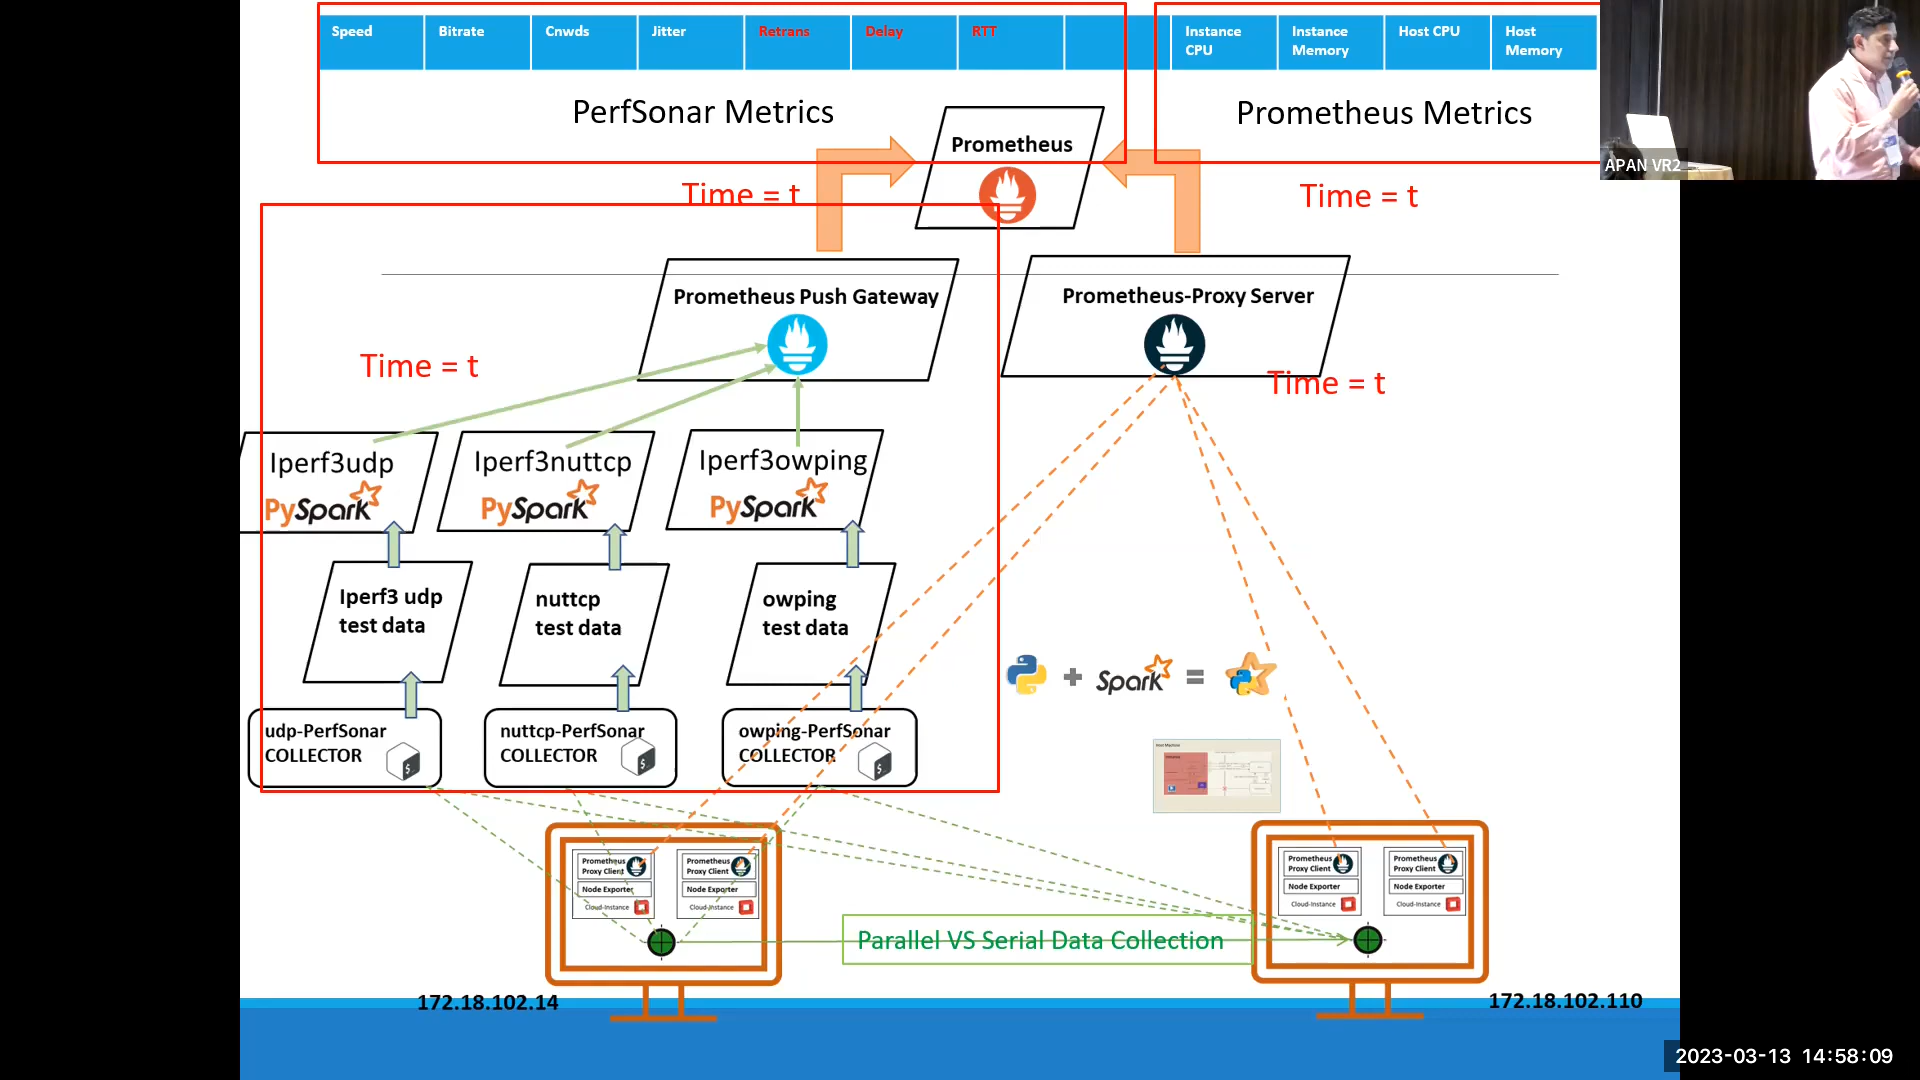 Speed
Bitrate
Cnwds
Jitter
Retrans
Delay
RTT
Instance
CPU
Instance
Memory
Host CPU
Host
Memory
PerfSonar Metrics
Prometheus Metrics
APAN VR2
Prometheus
Time = t
Time = t
Prometheus Push Gateway
Prometheus-Proxy Server
Time = t
Time = t
Iperf3udp
PySpark
Iperf3nuttcp
PySpark
Iperf3owping
PySpark
Iperf3 udp
test data
nuttcp
test data
owping
test data
Spark
udp-PerfSonar
COLLECTOR
nuttcp-PerfSonar
COLLECTOR
owping-PerfSonar
COLLECTOR
Prometheus
Proxy Client
Node Exporter
Cloud-Instance
Prometheus
Proxy Client
Node Exporter
Cloud-Instance
Prometheus
Proxy Client
Node Exporter
Cloud-Instance
Prometheus
Proxy Client
Node Exporter
Cloud-Instance
Parallel VS Serial Data Collection
172.18.102.14
172.18.102.110
2023-03-13 14:58:09